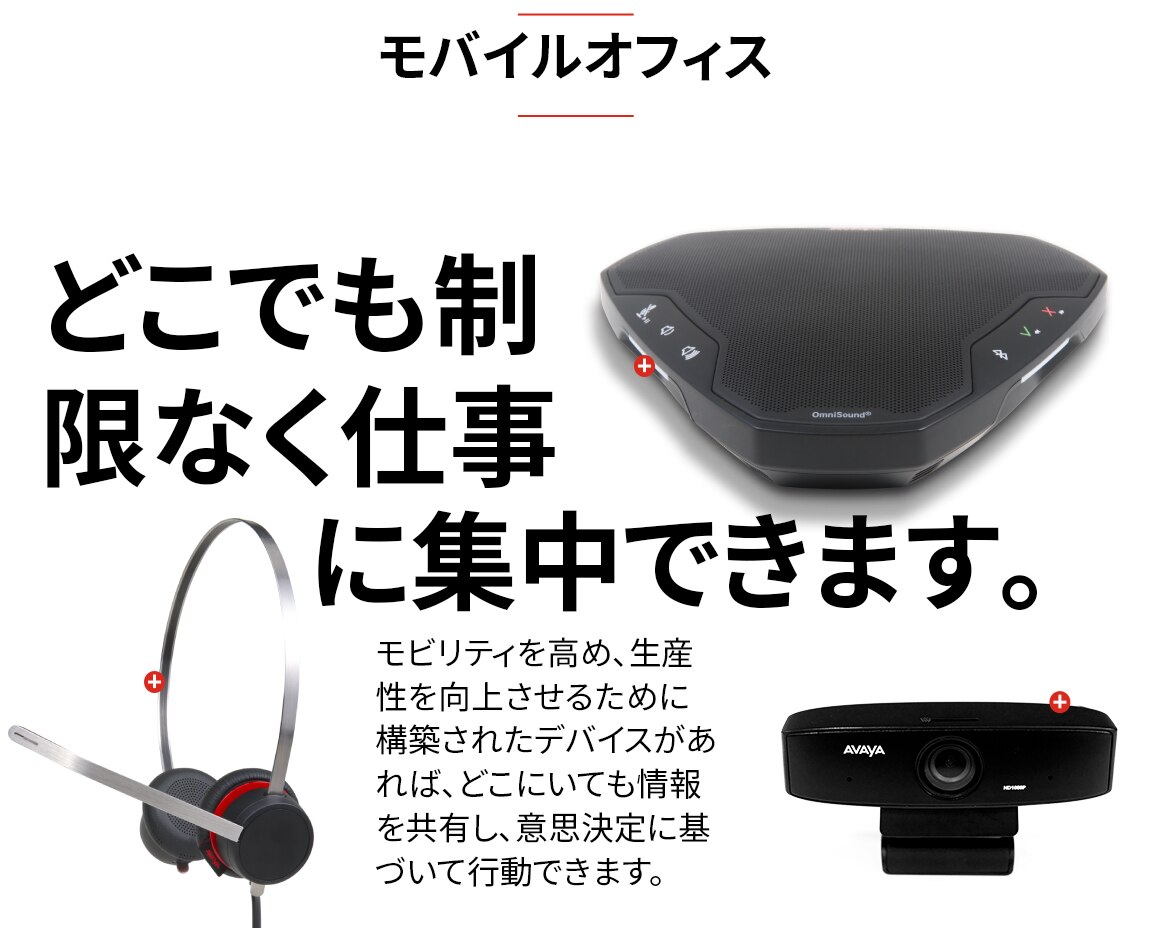 モバイルオフィス
どこでも制
限なく仕事
に集中できます。
OmniSound®
モビリティを高め、生産
性を向上させるために
構築されたデバイスがあ
れば、どこにいても情報
を共有し、意思決定に基
づいて行動できます。
AVAYA
HD1080P